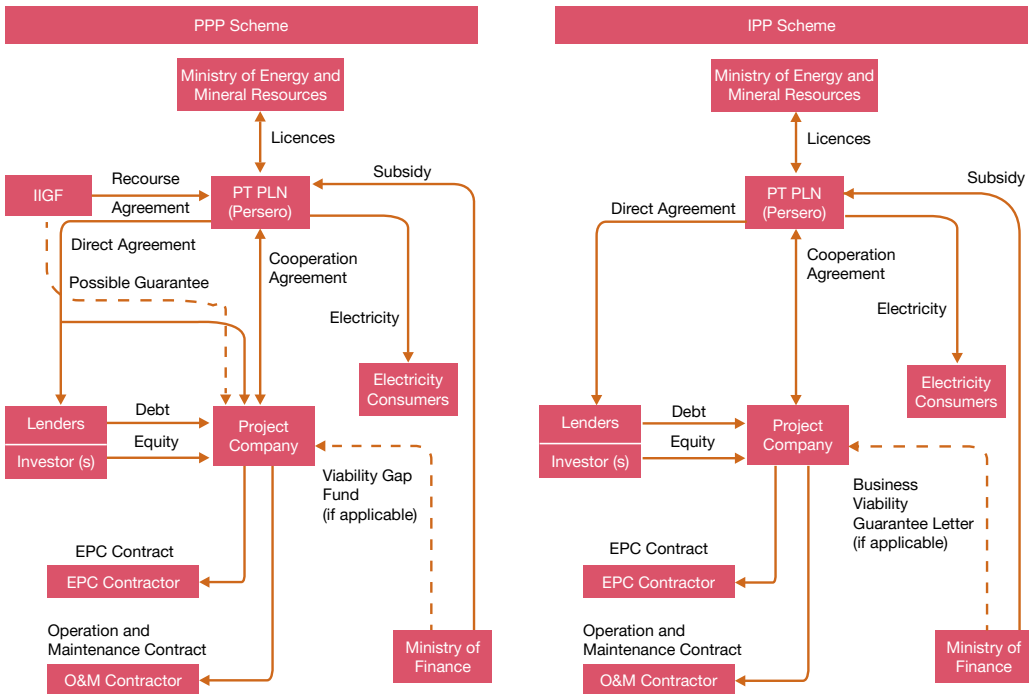 PPP Scheme
Ministry of Energy and
Mineral Resources
Licences
Subsidy
IIGF
Recourse
Agreement
PT PLN
(Persero)
Direct Agreement
Cooperation
Agreement
Possible Guarantee
Electricity
Electricity
Consumers
Lenders
Debt
Investor (s)
Equity
Project
Company
Viability Gap
Fund
(if applicable)
EPC Contract
EPC Contractor
Operation and
Maintenance Contract
O&M Contractor
Ministry of
Finance
IPP Scheme
Ministry of Energy and
Mineral Resources
Licences
Subsidy
PT PLN
(Persero)
Direct Agreement
Cooperation
Agreement
Electricity
Electricity
Consumers
Lenders
Debt
Investor (s)
Equity
Project
Company
Business
Viability
Guarantee Letter
(if applicable)
EPC Contract
EPC Contractor
Operation and
Maintenance Contract
O&M Contractor
Ministry of
Finance